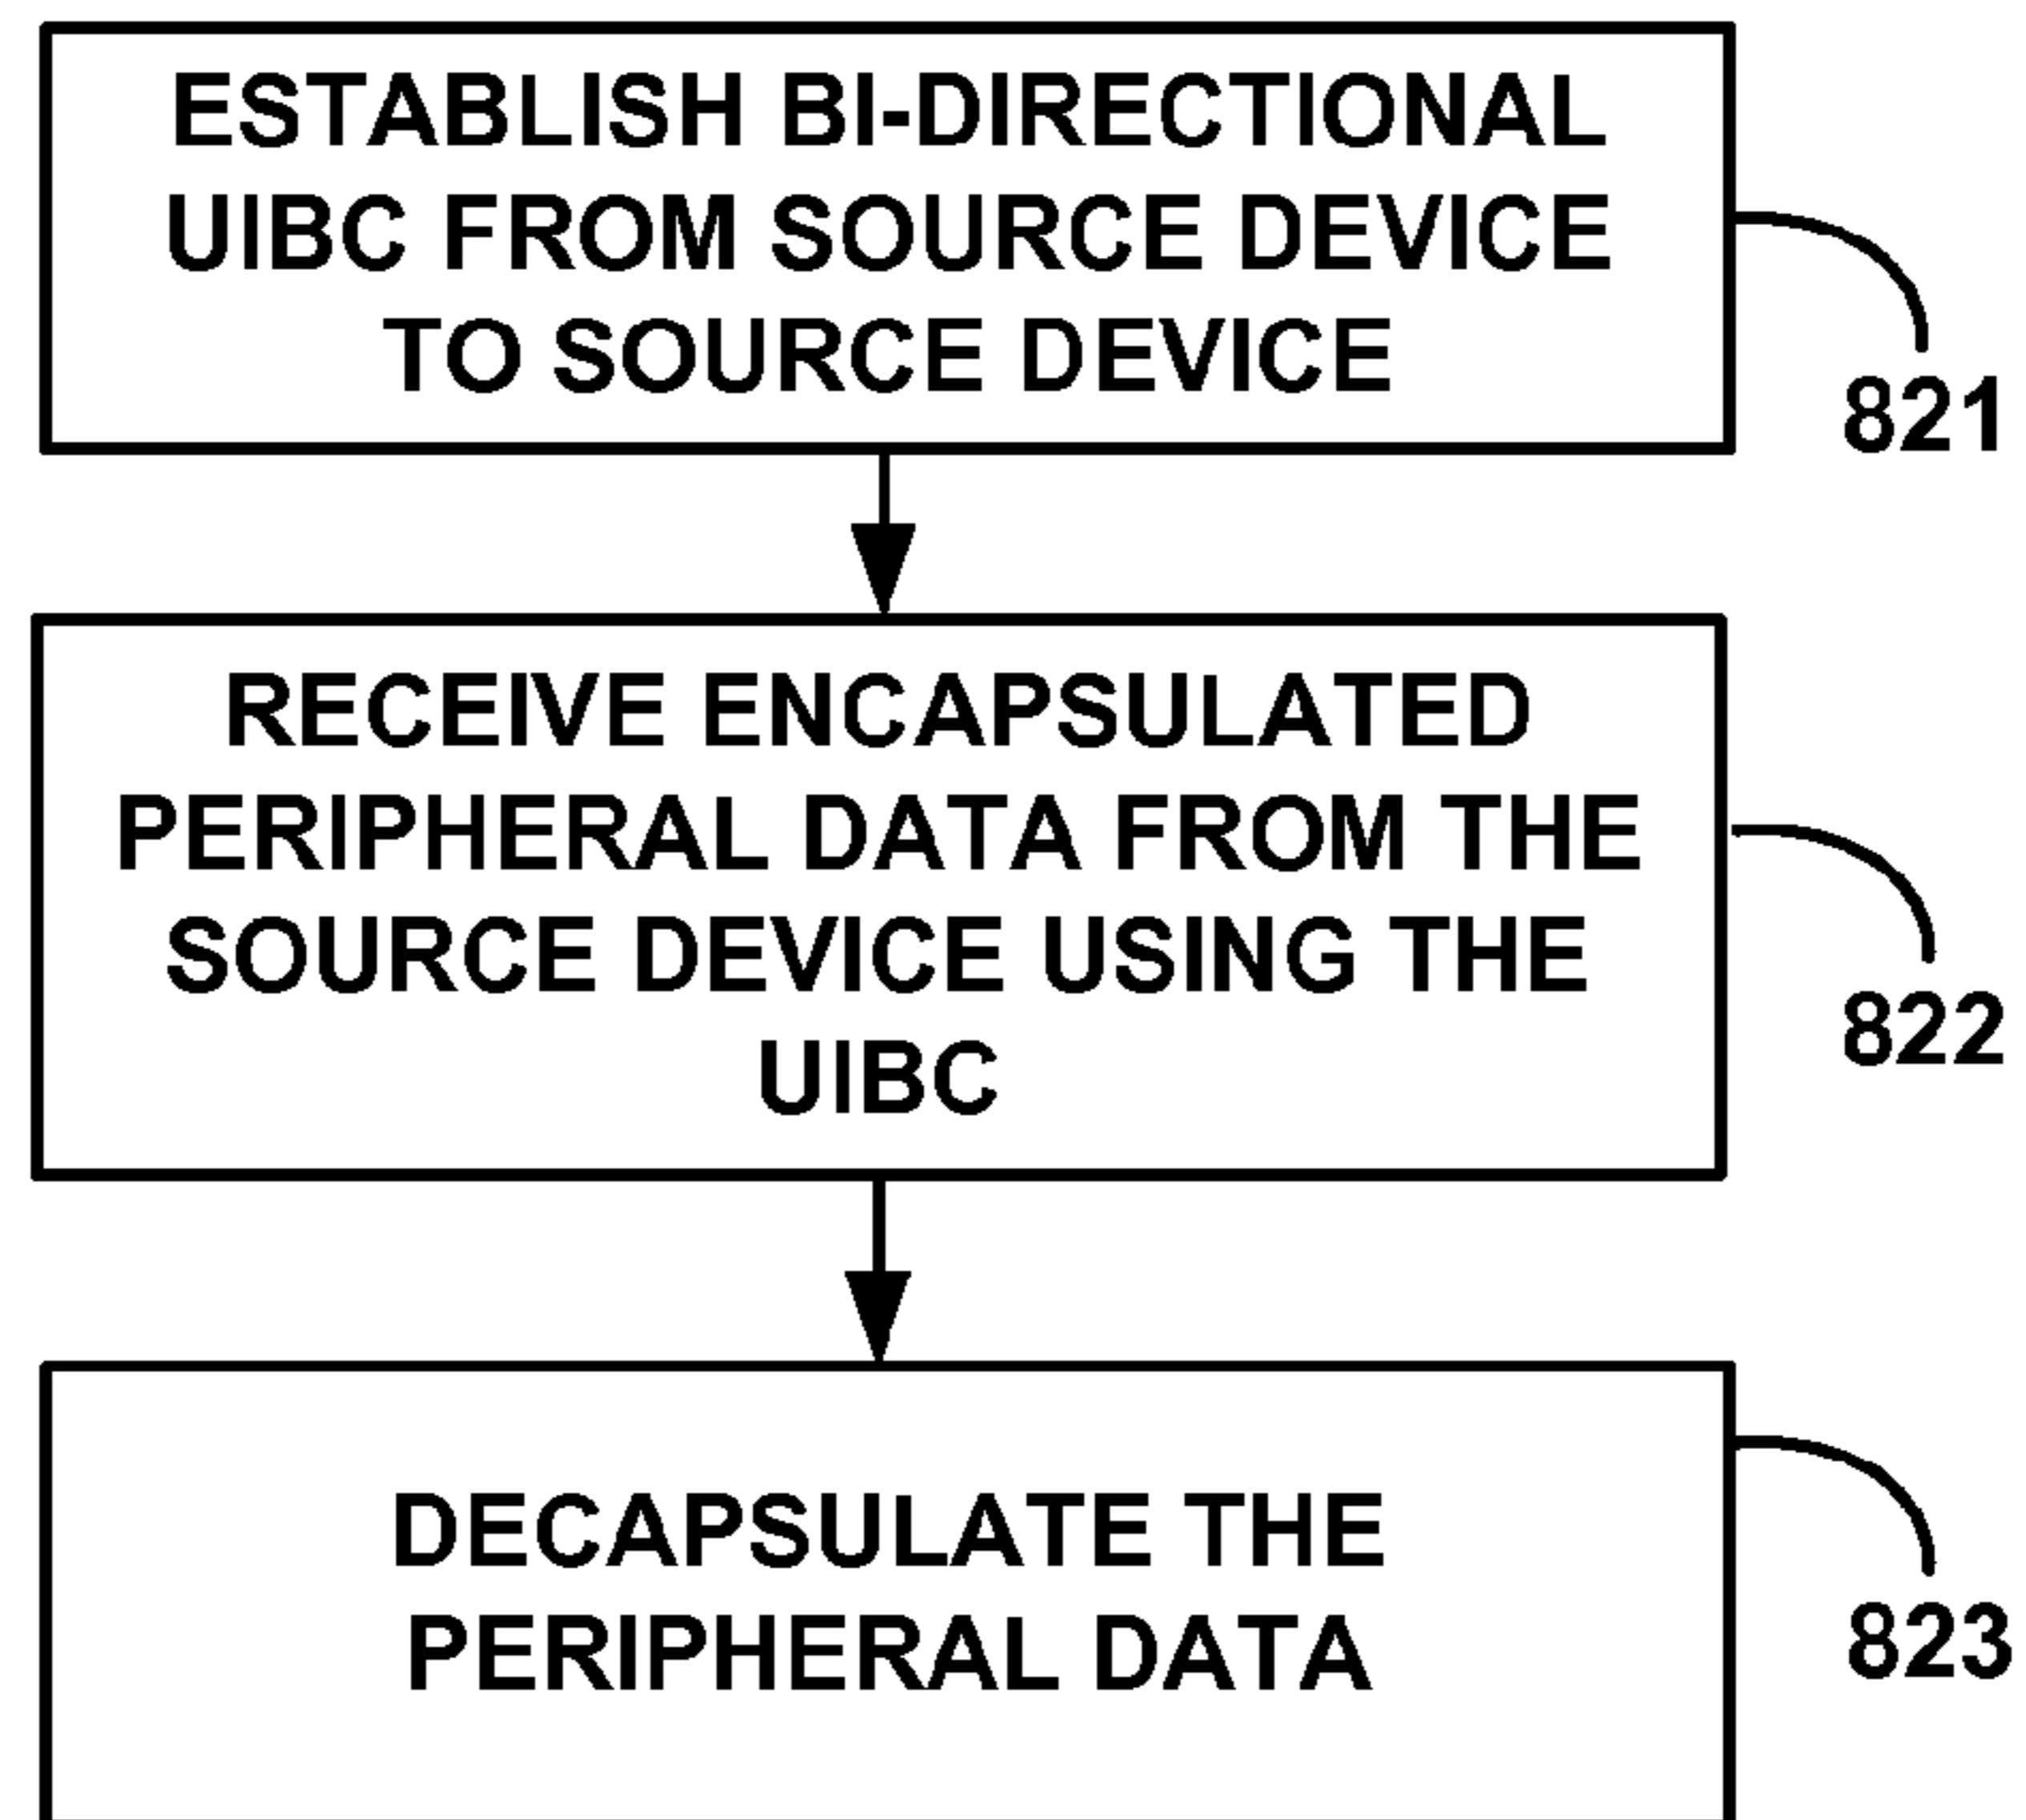 ESTABLISH BI-DIRECTIONAL
UIBC FROM SOURCE DEVICE
TO SOURCE DEVICE
821
RECEIVE ENCAPSULATED
PERIPHERAL DATA FROM THE
SOURCE DEVICE USING THE
UIBC
822
DECAPSULATE THE
PERIPHERAL DATA
823